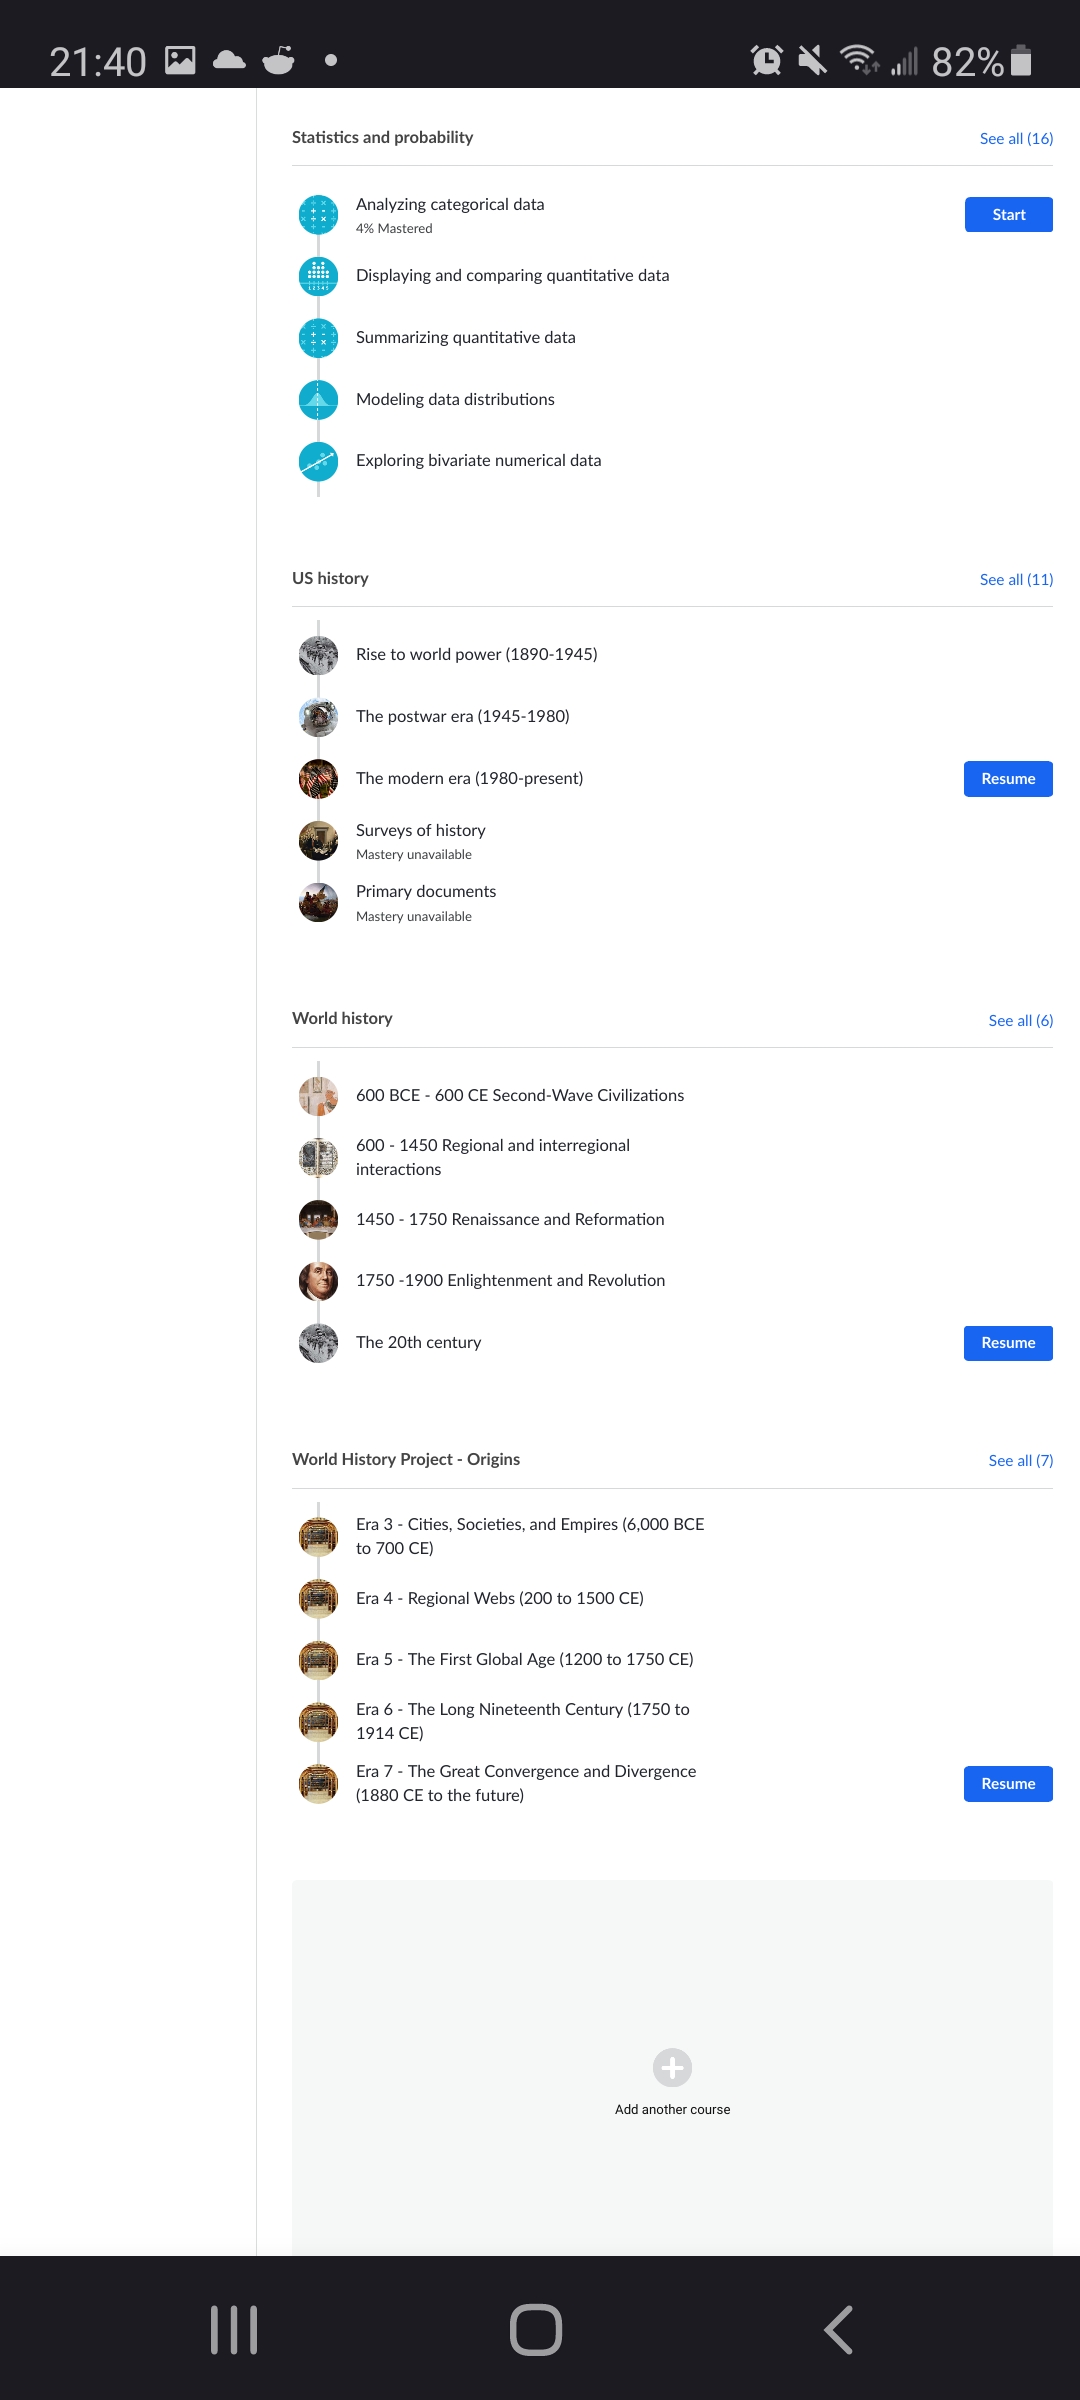 21:40
82%
Statistics and probability
See all (16)
Analyzing categorical data
Start
4% Mastered
Displaying and comparing quantitative data
Summarizing quantitative data
Modeling data distributions
Exploring bivariate numerical data
US history
See all (11)
Rise to world power (1890-1945)
The postwar era (1945-1980)
The modern era (1980-present)
Resume
Surveys of history
Mastery unavailable
Primary documents
Mastery unavailable
World history
See all (6)
600 BCE - 600 CE Second-Wave Civilizations
600 - 1450 Regional and interregional
interactions
1450 - 1750 Renaissance and Reformation
1750 -1900 Enlightenment and Revolution
The 20th century
Resume
World History Project - Origins
See all (7)
Era 3 - Cities, Societies, and Empires (6,000 BCE
to 700 CE)
Era 4 - Regional Webs (200 to 1500 CE)
Era 5 - The First Global Age (1200 to 1750 CE)
Era 6 - The Long Nineteenth Century (1750 to
1914 CE)
Era 7 - The Great Convergence and Divergence
(1880 CE to the future)
Resume
Add another course